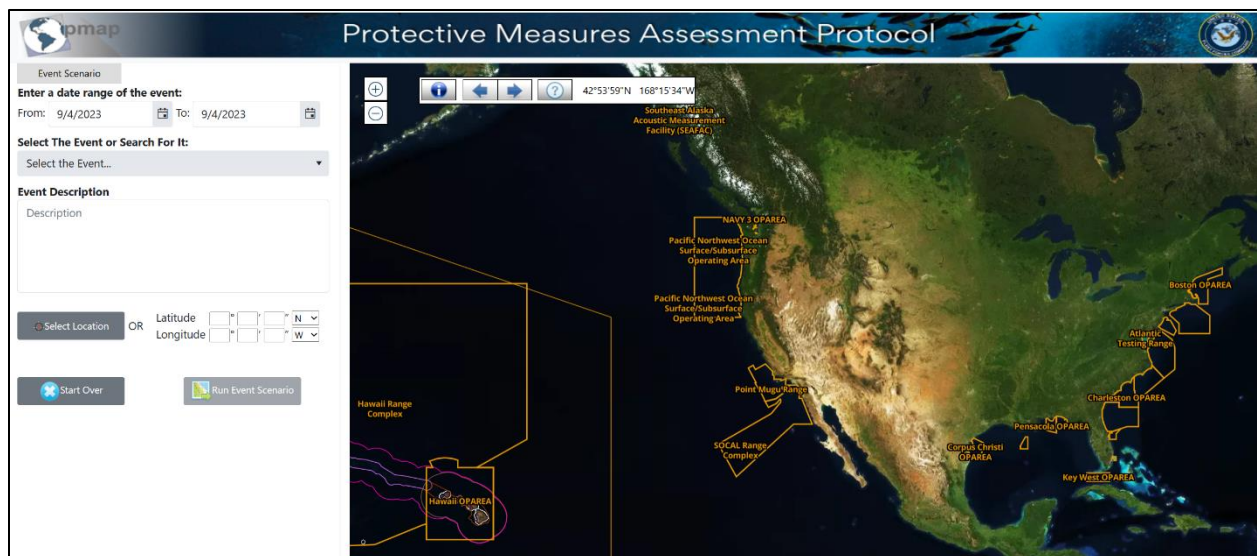 pmap
Protective Measures Assessment Protocol
Event Scenario
Enter a date range of the event:
From: 9/4/2023 To: 9/4/2023
Select The Event or Search For It:
Select the Event...
Event Description
Description
Select Location OR Latitude ° ' " N
Longitude ° ' " W
Start Over
Run Event Scenario
+
−
i
?
42°53'59"N 168°15'34"W
Southeast Alaska
Acoustic Measurement
Facility (SEAFAC)
NAVY 3 OPAREA
Pacific Northwest Ocean
Surface/Subsurface
Operating Area
Pacific Northwest Ocean
Surface/Subsurface
Operating Area
Boston OPAREA
Atlantic
Testing Range
Point Mugu Range
Charleston OPAREA
Hawaii Range
Complex
Pensacola OPAREA
SOCAL Range
Complex
Corpus Christi
OPAREA
Key West OPAREA
Hawaii OPAREA